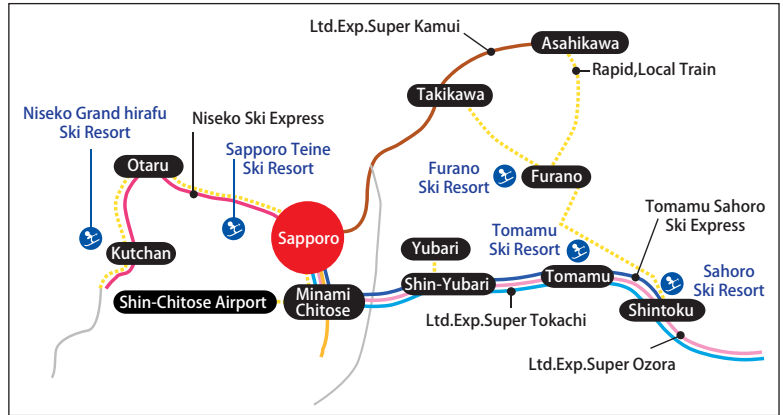 Ltd.Exp.Super Kamui
Asahikawa
Rapid,Local Train
Takikawa
Niseko Grand hirafu
Ski Resort
Niseko Ski Express
Sapporo Teine
Ski Resort
Otaru
Furano
Ski Resort
Furano
Tomamu Sahoro
Ski Express
Sapporo
Kutchan
Yubari
Tomamu
Ski Resort
Sahoro
Ski Resort
Shin-Chitose Airport
Minami
Chitose
Shin-Yubari
Tomamu
Shintoku
Ltd.Exp.Super Tokachi
Ltd.Exp.Super Ozora